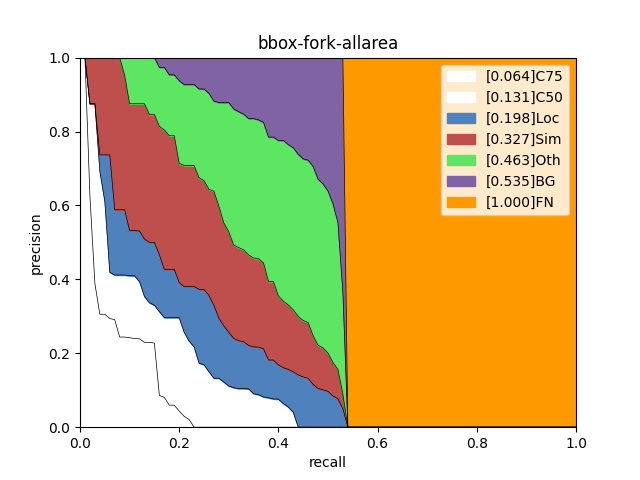 bbox-fork-allarea
1.0
0.8
0.6
0.4
0.2
0.0
precision
[0.064]C75
[0.131]C50
[0.198]Loc
[0.327]Sim
[0.463]Oth
[0.535]BG
[1.000]FN
0.0 0.2 0.4 0.6 0.8 1.0
recall